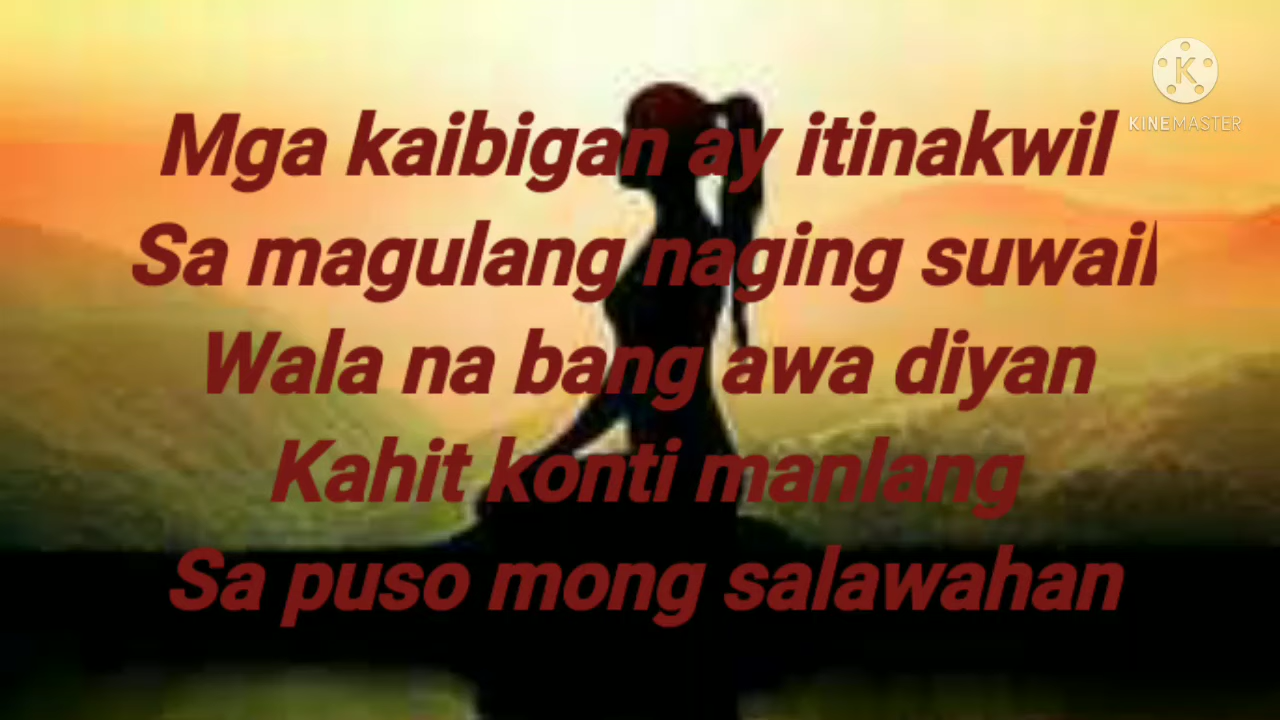 KINEMASTER
Mga kaibigan ay itinakwil
Sa magulang naging suwail
Wala na bang awa diyan
Kahit konti manlang
Sa puso mong salawahan